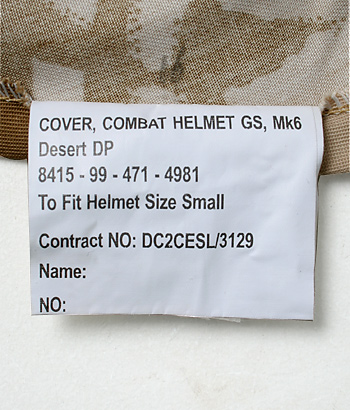 COVER, COMBAT HELMET GS, Mk6
Desert DP
8415 - 99 - 471 - 4981
To Fit Helmet Size Small
Contract NO: DC2CESL/3129
Name:
NO: